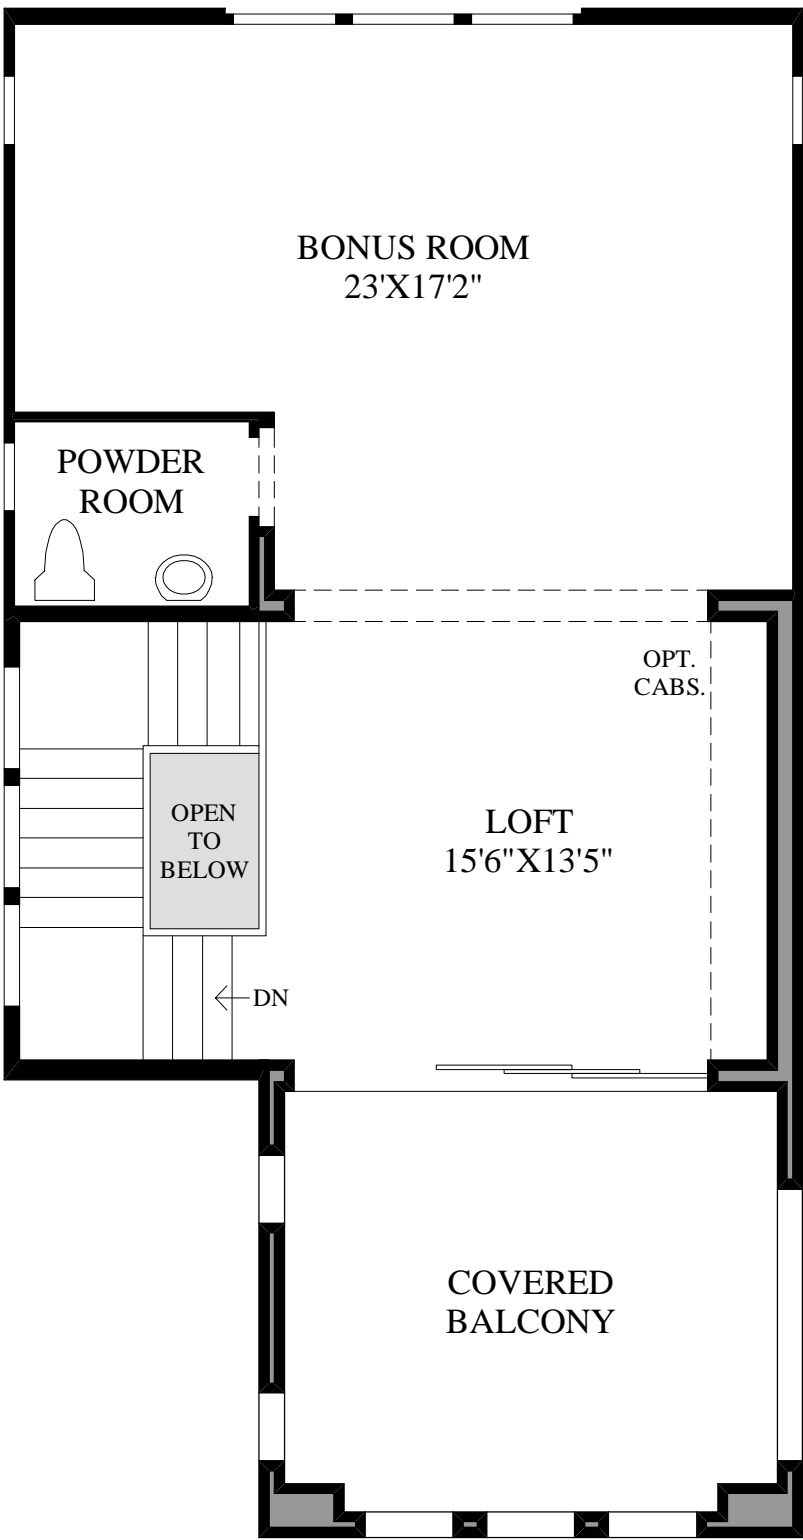 BONUS ROOM
23'X17'2"
POWDER
ROOM
OPT.
CABS.
OPEN
TO
BELOW
LOFT
15'6"X13'5"
DN
COVERED
BALCONY